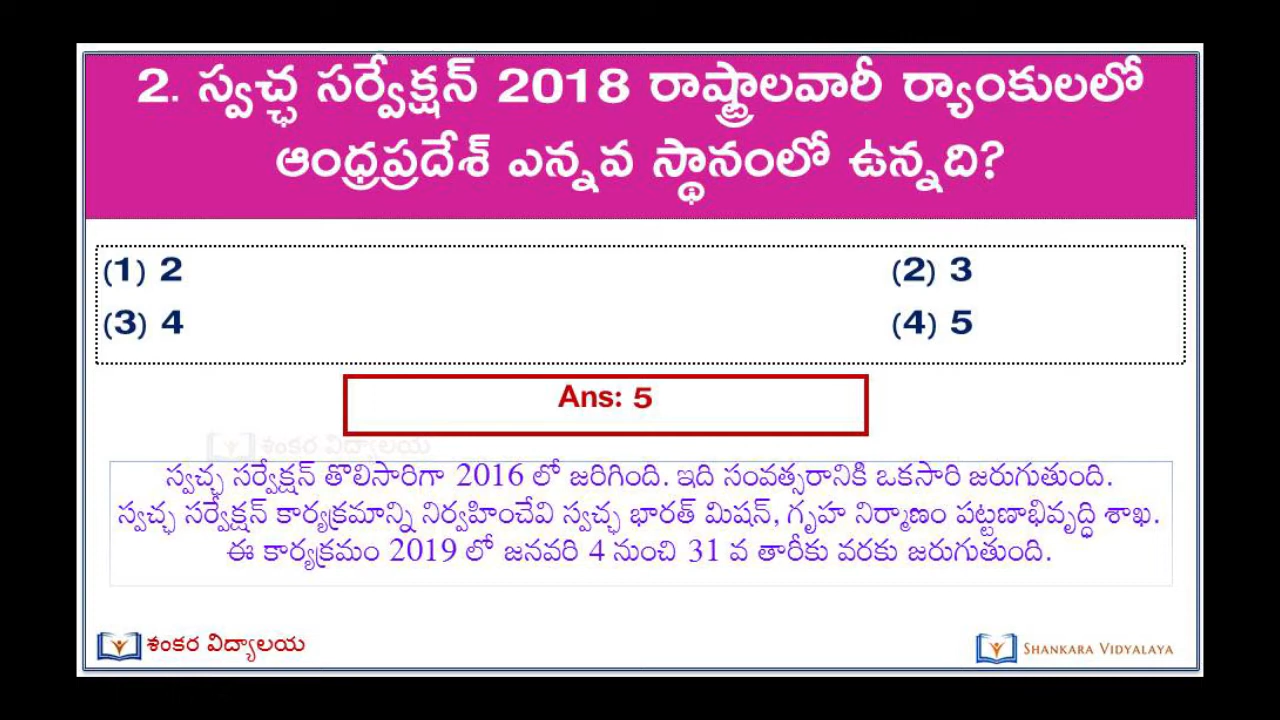 2. స్వచ్ఛ సర్వేక్షన్ 2018 రాష్ట్రాలవారీ ర్యాంకులలో
ఆంధ్రప్రదేశ్ ఎన్నవ స్థానంలో ఉన్నది?
(1) 2 (2) 3
(3) 4 (4) 5
Ans: 5
శంకర విద్యాలయ
స్వచ్ఛ సర్వేక్షన్ తొలిసారిగా 2016 లో జరిగింది. ఇది సంవత్సరానికి ఒకసారి జరుగుతుంది.
స్వచ్ఛ సర్వేక్షన్ కార్యక్రమాన్ని నిర్వహించేవి స్వచ్ఛ భారత్ మిషన్, గృహ నిర్మాణం పట్టణాభివృద్ధి శాఖ.
ఈ కార్యక్రమం 2019 లో జనవరి 4 నుంచి 31 వ తారీకు వరకు జరుగుతుంది.
శంకర విద్యాలయ SHANKARA VIDYALAYA